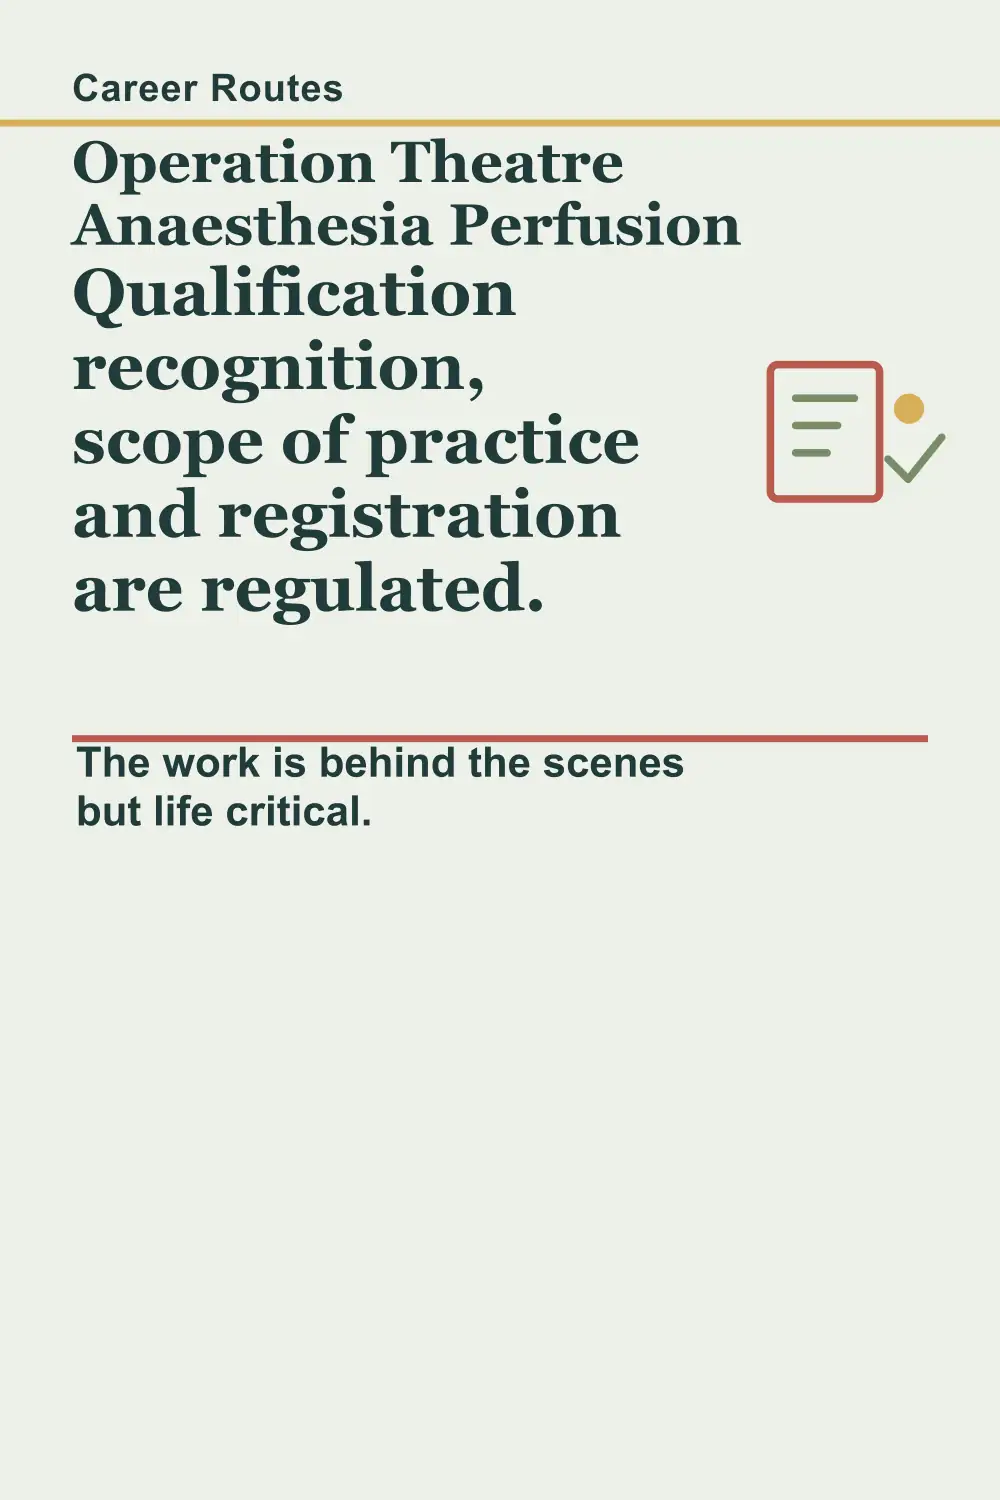 Career Routes
Operation Theatre
Anaesthesia Perfusion
Qualification
recognition,
scope of practice
and registration
are regulated.
The work is behind the scenes
but life critical.